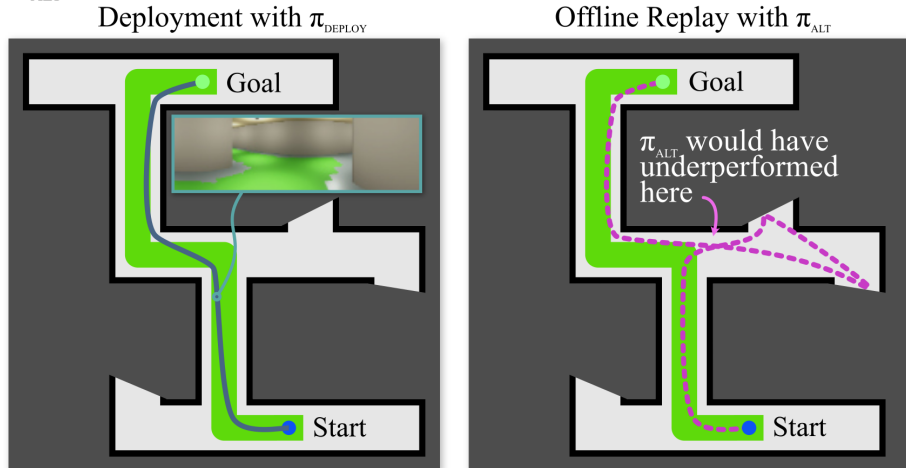 Deployment with π_DEPLOY
Offline Replay with π_ALT
Goal
Start
Goal
π_ALT would have
underperformed
here
Start